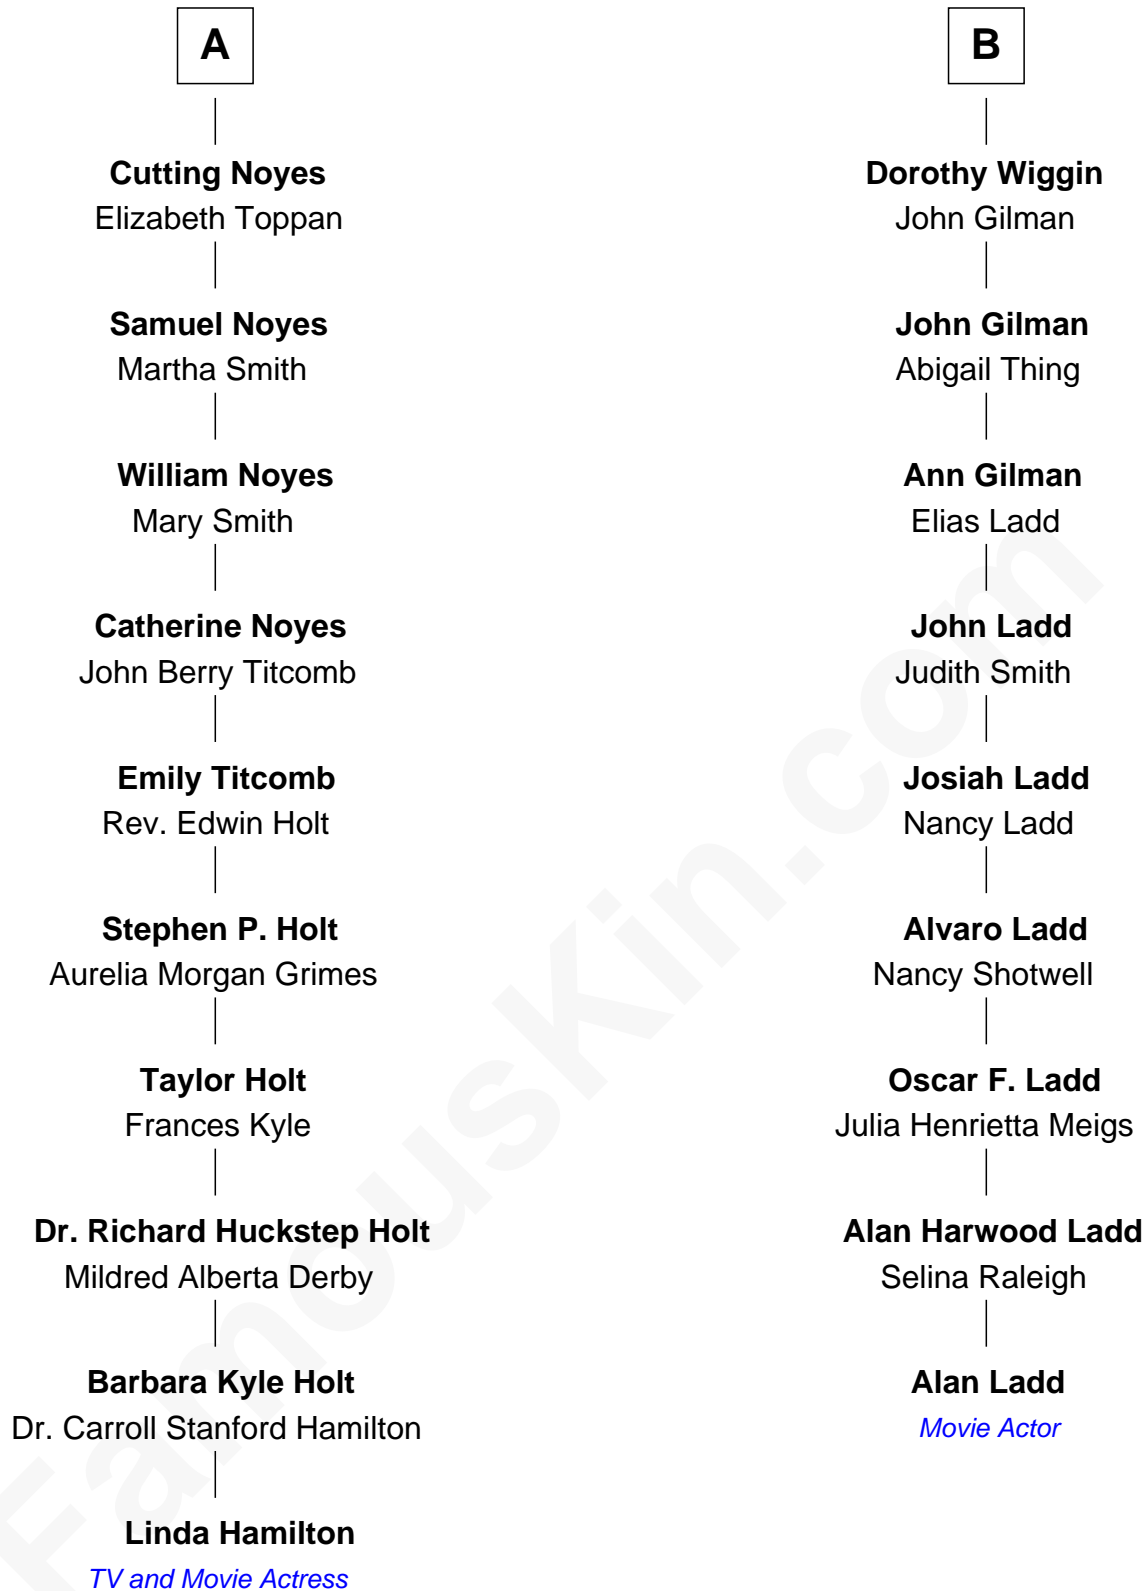 A
Cutting Noyes
Elizabeth Toppan
Samuel Noyes
Martha Smith
William Noyes
Mary Smith
Catherine Noyes
John Berry Titcomb
Emily Titcomb
Rev. Edwin Holt
Stephen P. Holt
Aurelia Morgan Grimes
Taylor Holt
Frances Kyle
Dr. Richard Huckstep Holt
Mildred Alberta Derby
Barbara Kyle Holt
Dr. Carroll Stanford Hamilton
Linda Hamilton
TV and Movie Actress
B
Dorothy Wiggin
John Gilman
John Gilman
Abigail Thing
Ann Gilman
Elias Ladd
John Ladd
Judith Smith
Josiah Ladd
Nancy Ladd
Alvaro Ladd
Nancy Shotwell
Oscar F. Ladd
Julia Henrietta Meigs
Alan Harwood Ladd
Selina Raleigh
Alan Ladd
Movie Actor
FamousKin.com